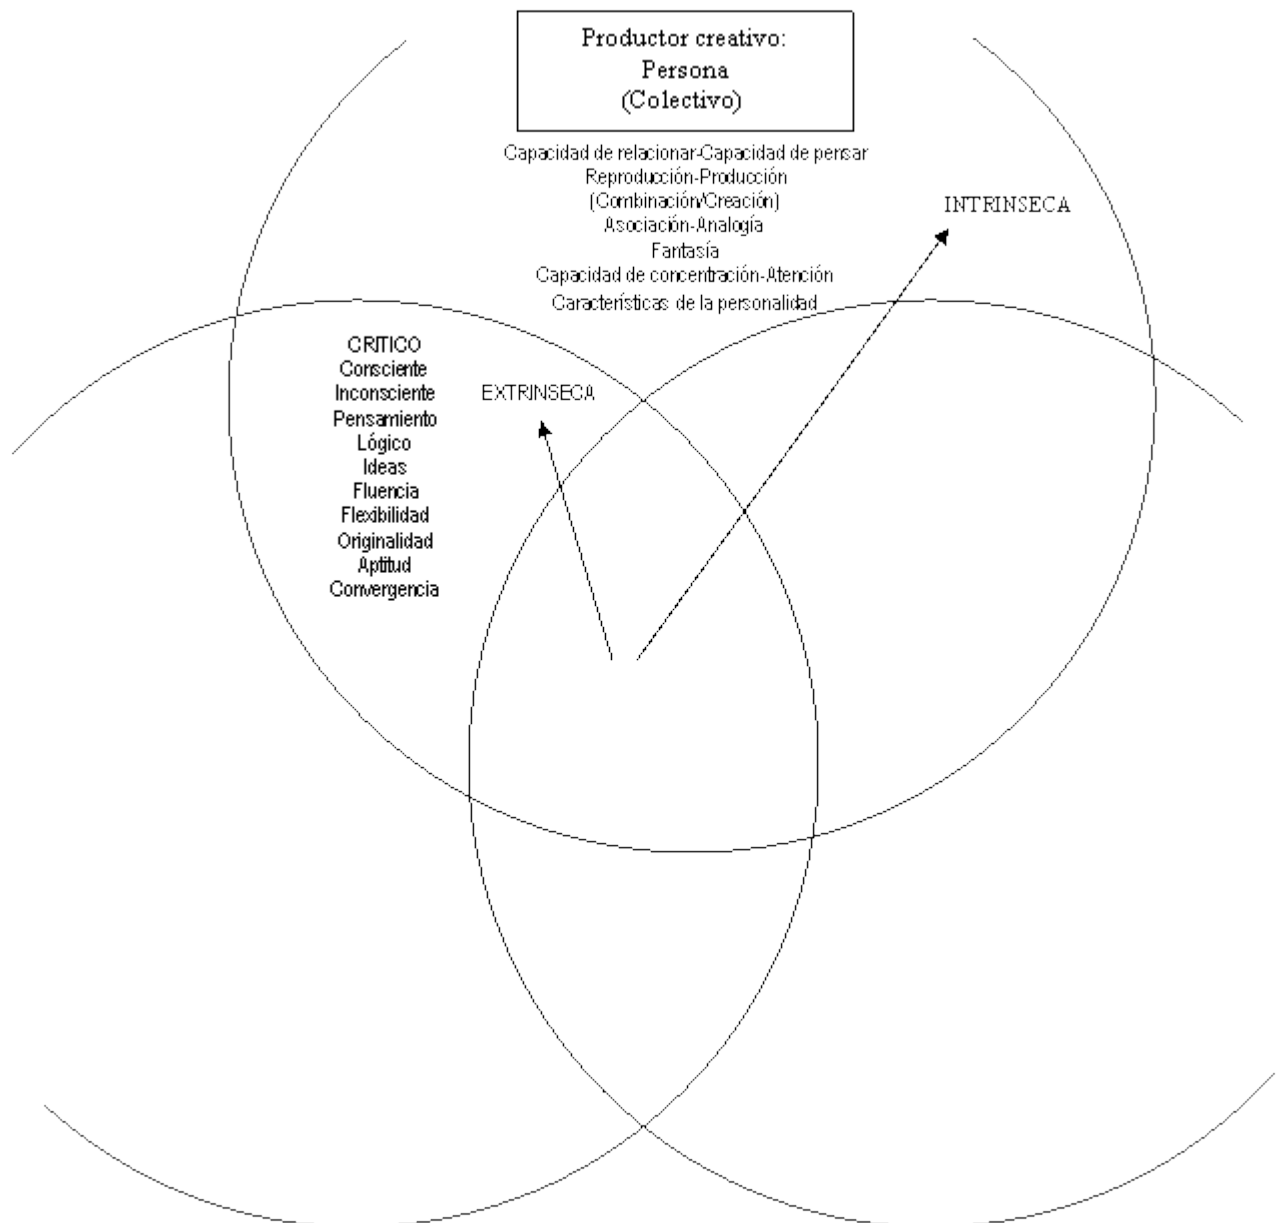 Productor creativo:
Persona
(Colectivo)
Capacidad de relacionar-Capacidad de pensar
Reproducción-Producción
(Combinación/Creación)
Asociación-Analogía
Fantasía
Capacidad de concentración-Atención
Características de la personalidad
INTRINSECA
CRITICO
Consciente
Inconsciente
Pensamiento
Lógico
Ideas
Fluencia
Flexibilidad
Originalidad
Aptitud
Convergencia
EXTRINSECA